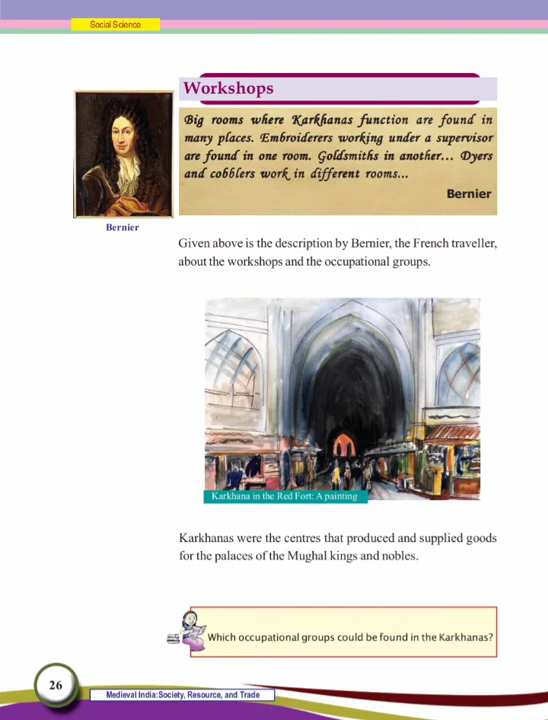 Social Science
Workshops
Big rooms where Karkhanas function are found in
many places. Embroiderers working under a supervisor
are found in one room. Goldsmiths in another... Dyers
and cobblers work in different rooms...
Bernier
Bernier
Given above is the description by Bernier, the French traveller,
about the workshops and the occupational groups.
Karkhana in the Red Fort: A painting
Karkhanas were the centres that produced and supplied goods
for the palaces of the Mughal kings and nobles.
Which occupational groups could be found in the Karkhanas?
26
Medieval India:Society, Resource, and Trade